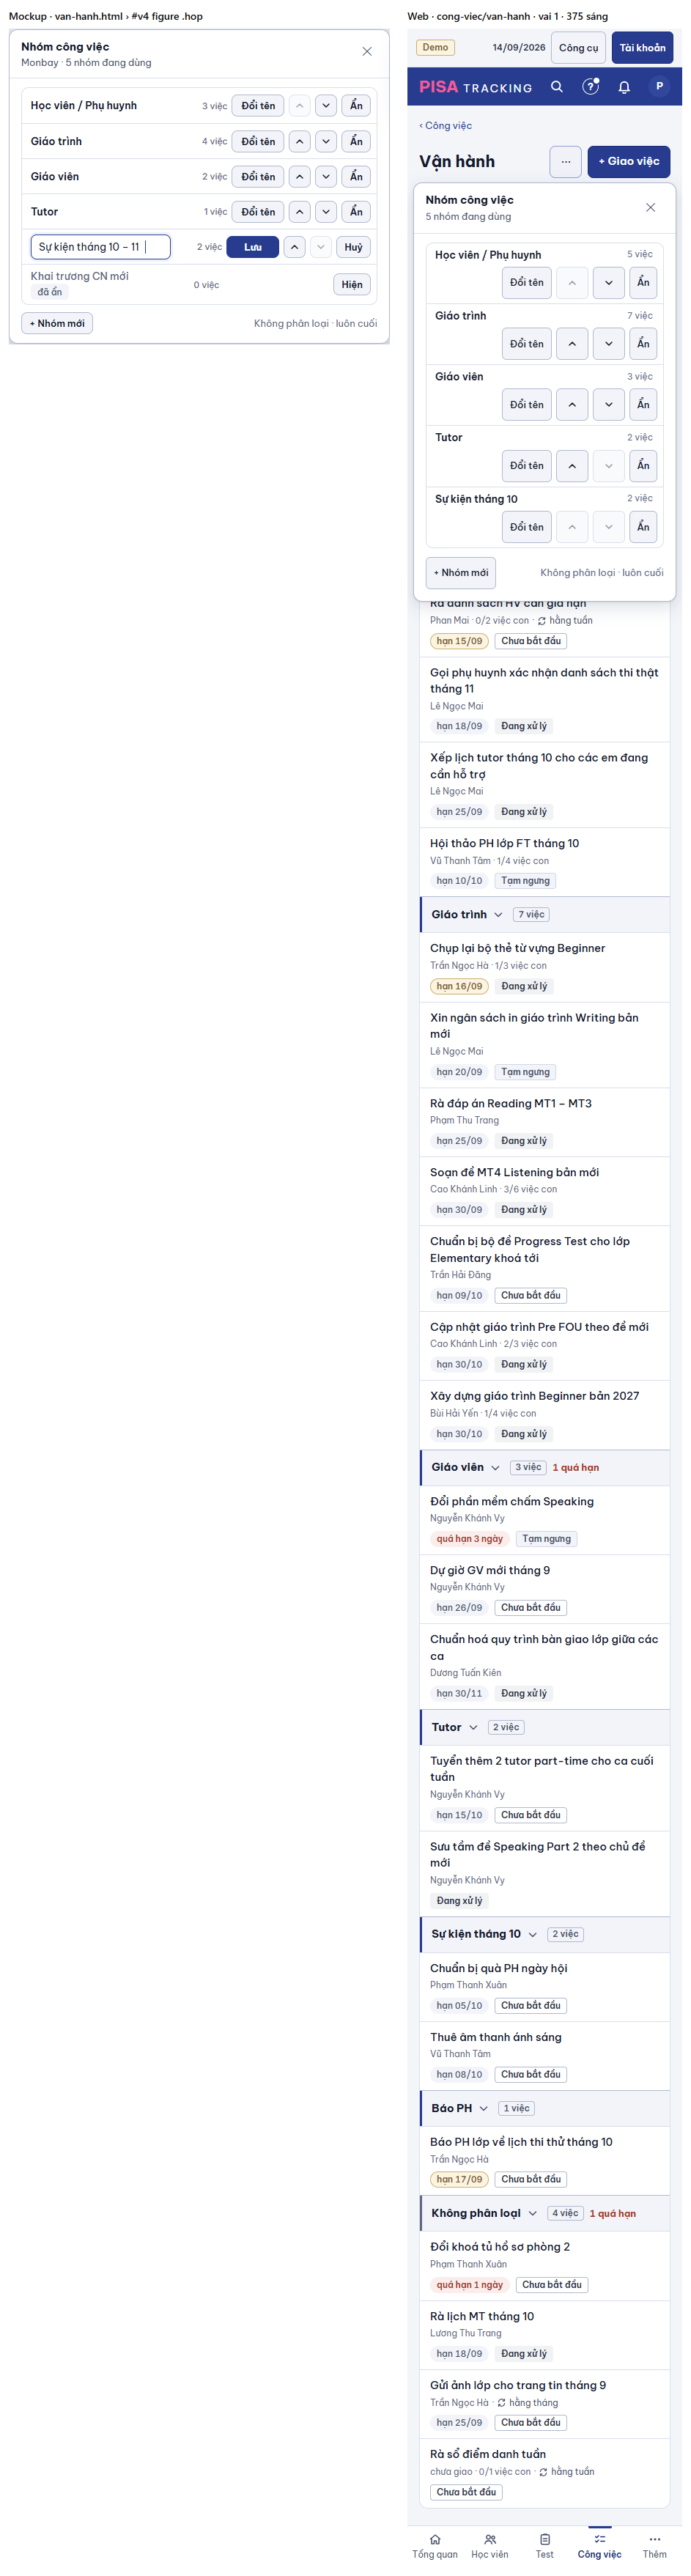 Mockup · van-hanh.html › #v4 figure .hop
Nhóm công việc
Monbay · 5 nhóm đang dùng
Học viên / Phụ huynh 3 việc Đổi tên Ẩn
Giáo trình 4 việc Đổi tên Ẩn
Giáo viên 2 việc Đổi tên Ẩn
Tutor 1 việc Đổi tên Ẩn
Sự kiện tháng 10 – 11 2 việc Lưu Huỷ
Khai trương CN mới
đã ẩn
0 việc Hiện
+ Nhóm mới Không phân loại · luôn cuối
Web · cong-viec/van-hanh · vai 1 · 375 sáng
Demo 14/09/2026 Công cụ Tài khoản
PISA TRACKING ? P
‹ Công việc
Vận hành ··· + Giao việc
Nhóm công việc
5 nhóm đang dùng
Học viên / Phụ huynh 5 việc
Đổi tên Ẩn
Giáo trình 7 việc
Đổi tên Ẩn
Giáo viên 3 việc
Đổi tên Ẩn
Tutor 2 việc
Đổi tên Ẩn
Sự kiện tháng 10 2 việc
Đổi tên Ẩn
+ Nhóm mới Không phân loại · luôn cuối
Rà danh sách HV cần gia hạn
Phan Mai · 0/2 việc con · hằng tuần
hạn 15/09 Chưa bắt đầu
Gọi phụ huynh xác nhận danh sách thi thật
tháng 11
Lê Ngọc Mai
hạn 18/09 Đang xử lý
Xếp lịch tutor tháng 10 cho các em đang
cần hỗ trợ
Lê Ngọc Mai
hạn 25/09 Đang xử lý
Hội thảo PH lớp FT tháng 10
Vũ Thanh Tâm · 1/4 việc con
hạn 10/10 Tạm ngưng
Giáo trình 7 việc
Chụp lại bộ thẻ từ vựng Beginner
Trần Ngọc Hà · 1/3 việc con
hạn 16/09 Đang xử lý
Xin ngân sách in giáo trình Writing bản
mới
Lê Ngọc Mai
hạn 20/09 Tạm ngưng
Rà đáp án Reading MT1 – MT3
Phạm Thu Trang
hạn 25/09 Đang xử lý
Soạn đề MT4 Listening bản mới
Cao Khánh Linh · 3/6 việc con
hạn 30/09 Đang xử lý
Chuẩn bị bộ đề Progress Test cho lớp
Elementary khoá tới
Trần Hải Đăng
hạn 09/10 Chưa bắt đầu
Cập nhật giáo trình Pre FOU theo đề mới
Cao Khánh Linh · 2/3 việc con
hạn 30/10 Đang xử lý
Xây dựng giáo trình Beginner bản 2027
Bùi Hải Yến · 1/4 việc con
hạn 30/10 Đang xử lý
Giáo viên 3 việc 1 quá hạn
Đổi phần mềm chấm Speaking
Nguyễn Khánh Vy
quá hạn 3 ngày Tạm ngưng
Dự giờ GV mới tháng 9
Nguyễn Khánh Vy
hạn 26/09 Chưa bắt đầu
Chuẩn hoá quy trình bàn giao lớp giữa các
ca
Dương Tuấn Kiên
hạn 30/11 Đang xử lý
Tutor 2 việc
Tuyển thêm 2 tutor part-time cho ca cuối
tuần
Nguyễn Khánh Vy
hạn 15/10 Chưa bắt đầu
Sưu tầm đề Speaking Part 2 theo chủ đề
mới
Nguyễn Khánh Vy
Đang xử lý
Sự kiện tháng 10 2 việc
Chuẩn bị quà PH ngày hội
Phạm Thanh Xuân
hạn 05/10 Chưa bắt đầu
Thuê âm thanh ánh sáng
Vũ Thanh Tâm
hạn 08/10 Chưa bắt đầu
Báo PH 1 việc
Báo PH lớp về lịch thi thử tháng 10
Trần Ngọc Hà
hạn 17/09 Chưa bắt đầu
Không phân loại 4 việc 1 quá hạn
Đổi khoá tủ hồ sơ phòng 2
Phạm Thanh Xuân
quá hạn 1 ngày Chưa bắt đầu
Rà lịch MT tháng 10
Lương Thu Trang
hạn 18/09 Đang xử lý
Gửi ảnh lớp cho trang tin tháng 9
Trần Ngọc Hà · hằng tháng
hạn 25/09 Chưa bắt đầu
Rà sổ điểm danh tuần
chưa giao · 0/1 việc con · hằng tuần
Chưa bắt đầu
Tổng quan Học viên Test Công việc Thêm